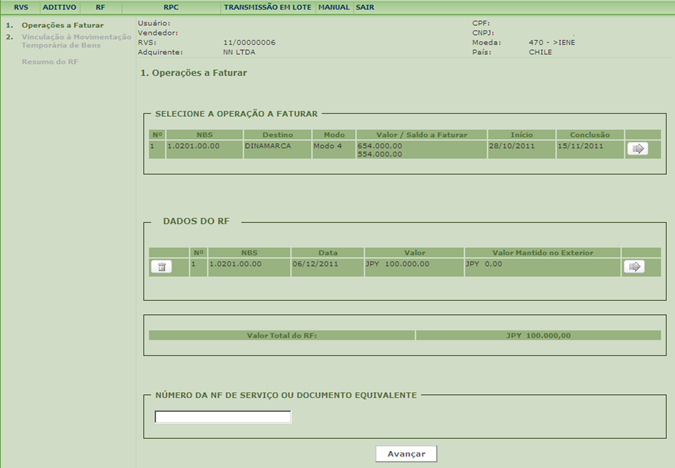 RVS ADITIVO RF RPC TRANSMISSÃO EM LOTE MANUAL SAIR
1. Operações a Faturar
2. Vinculação à Movimentação
Temporária de Bens
Resumo do RF
Usuário: CPF:
Vendedor: CNPJ:
RVS: 11/00000006 Moeda: 470 - >IENE
Adquirente: NN LTDA País: CHILE
1. Operações a Faturar
SELECIONE A OPERAÇÃO A FATURAR
Nº NBS Destino Modo Valor / Saldo a Faturar Início Conclusão
1 1.0201.00.00 DINAMARCA Modo 4 654.000,00 28/10/2011 15/11/2011
554.000,00
DADOS DO RF
Nº NBS Data Valor Valor Mantido no Exterior
1 1.0201.00.00 06/12/2011 JPY 100.000,00 JPY 0,00
Valor Total do RF: JPY 100.000,00
NÚMERO DA NF DE SERVIÇO OU DOCUMENTO EQUIVALENTE
Avançar